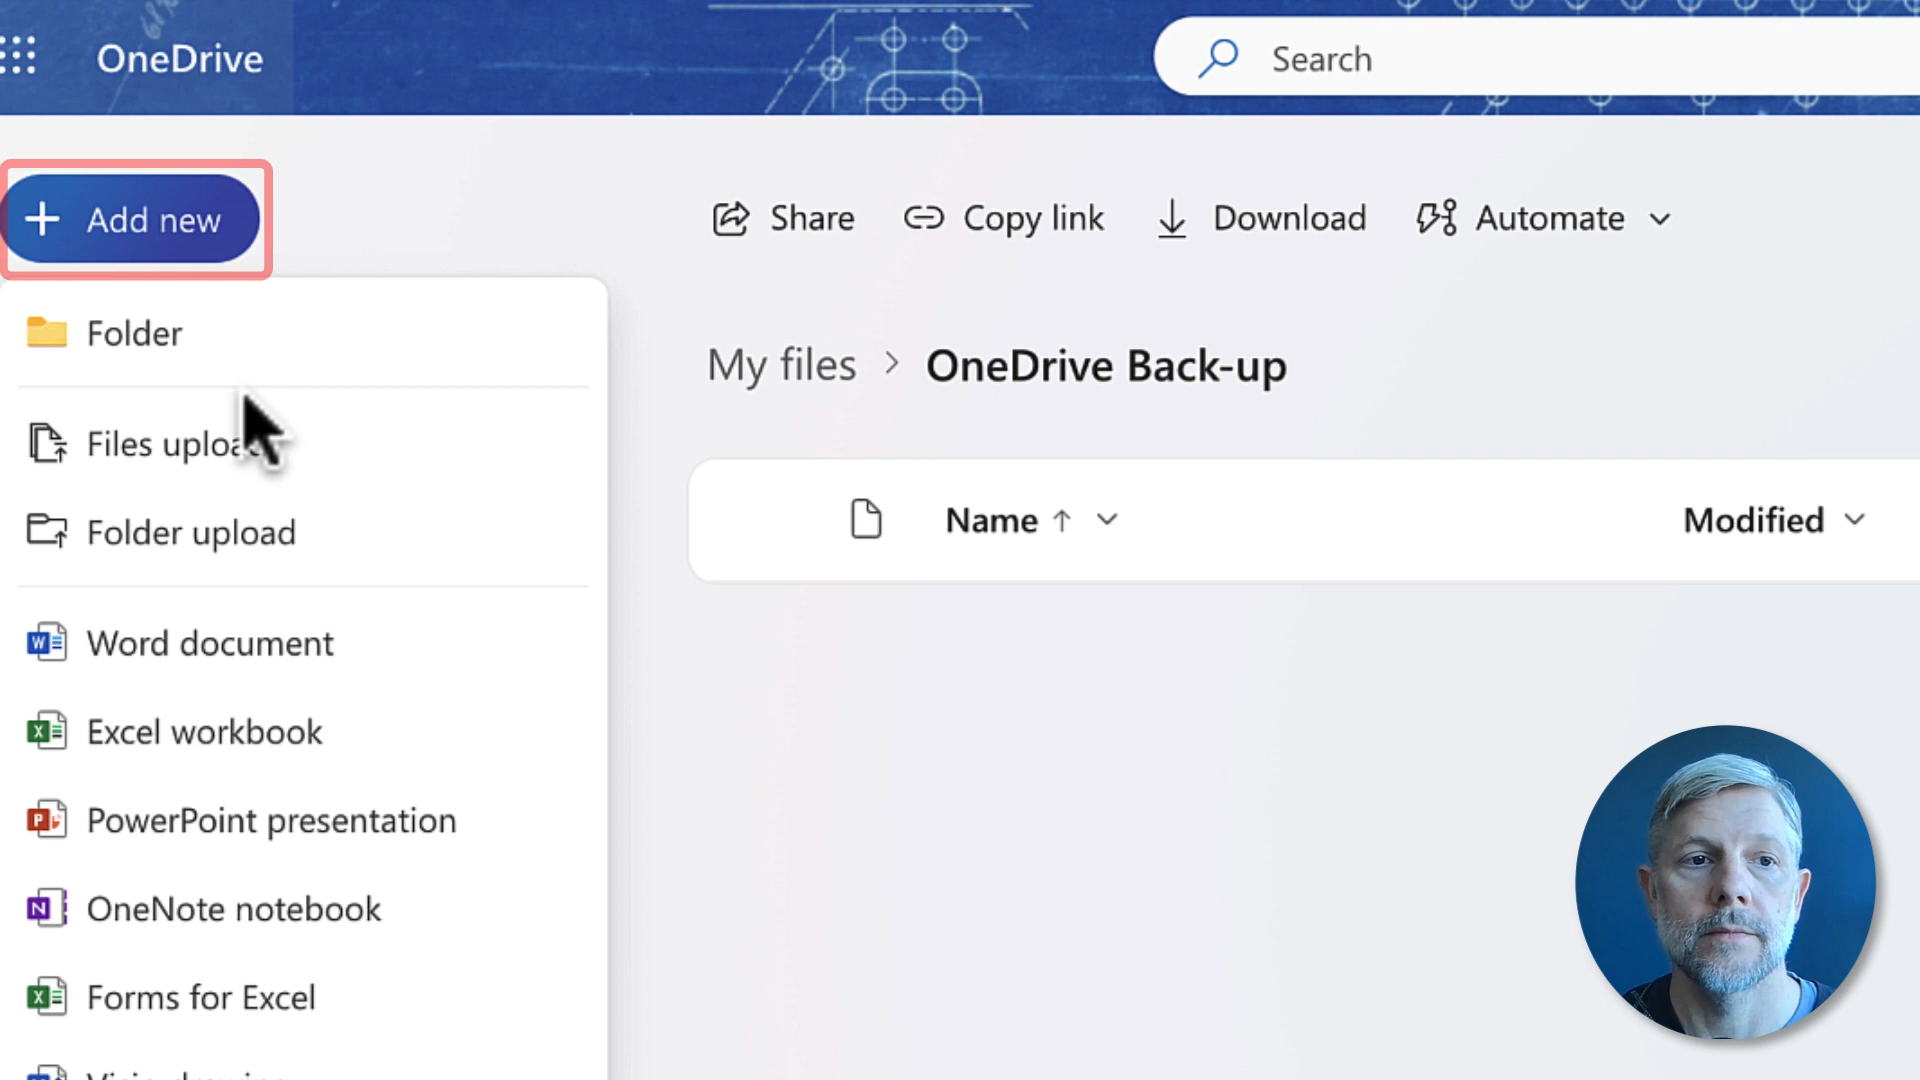 OneDrive
Search
Add new
Share
Copy link
Download
Automate
Folder
My files > OneDrive Back-up
Files
Folder upload
Name
Modified
Word document
Excel workbook
PowerPoint presentation
OneNote notebook
Forms for Excel